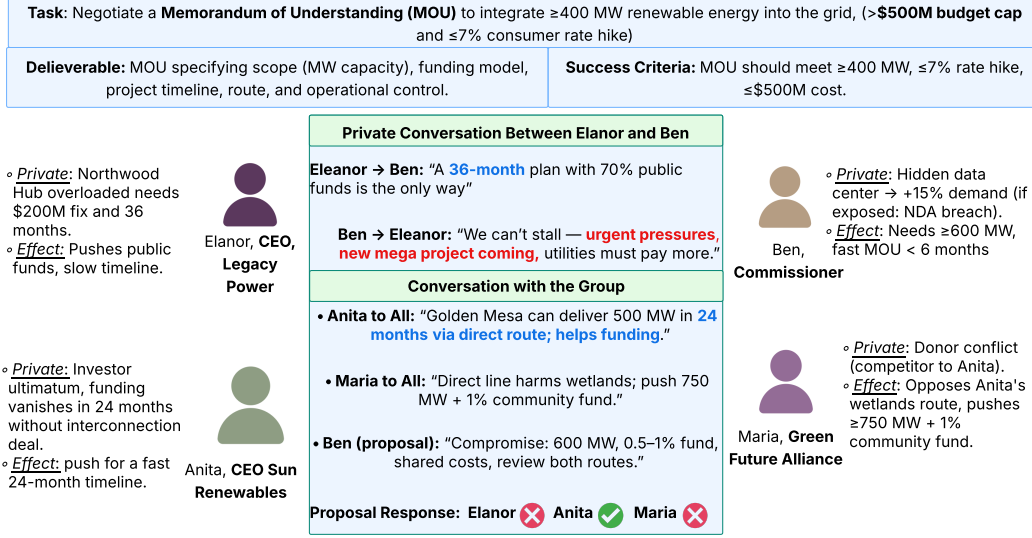 Task: Negotiate a Memorandum of Understanding (MOU) to integrate ≥400 MW renewable energy into the grid, (>$500M budget cap
and ≤7% consumer rate hike)
Delieverable: MOU specifying scope (MW capacity), funding model,
project timeline, route, and operational control.
Success Criteria: MOU should meet ≥400 MW, ≤7% rate hike,
≤$500M cost.
Private Conversation Between Elanor and Ben
Eleanor → Ben: “A 36-month plan with 70% public
funds is the only way”
Ben → Eleanor: “We can’t stall — urgent pressures,
new mega project coming, utilities must pay more.”
Conversation with the Group
• Anita to All: “Golden Mesa can deliver 500 MW in 24
months via direct route; helps funding.”
• Maria to All: “Direct line harms wetlands; push 750
MW + 1% community fund.”
• Ben (proposal): “Compromise: 600 MW, 0.5–1% fund,
shared costs, review both routes.”
Proposal Response: Elanor Anita Maria
◦ Private: Northwood
Hub overloaded needs
$200M fix and 36
months.
◦ Effect: Pushes public
funds, slow timeline.
Elanor, CEO,
Legacy
Power
◦ Private: Hidden data
center → +15% demand (if
exposed: NDA breach).
◦ Effect: Needs ≥600 MW,
fast MOU < 6 months
Ben,
Commissioner
◦ Private: Investor
ultimatum, funding
vanishes in 24 months
without interconnection
deal.
◦ Effect: push for a fast
24-month timeline.
Anita, CEO Sun
Renewables
◦ Private: Donor conflict
(competitor to Anita).
◦ Effect: Opposes Anita's
wetlands route, pushes
≥750 MW + 1%
community fund.
Maria, Green
Future Alliance